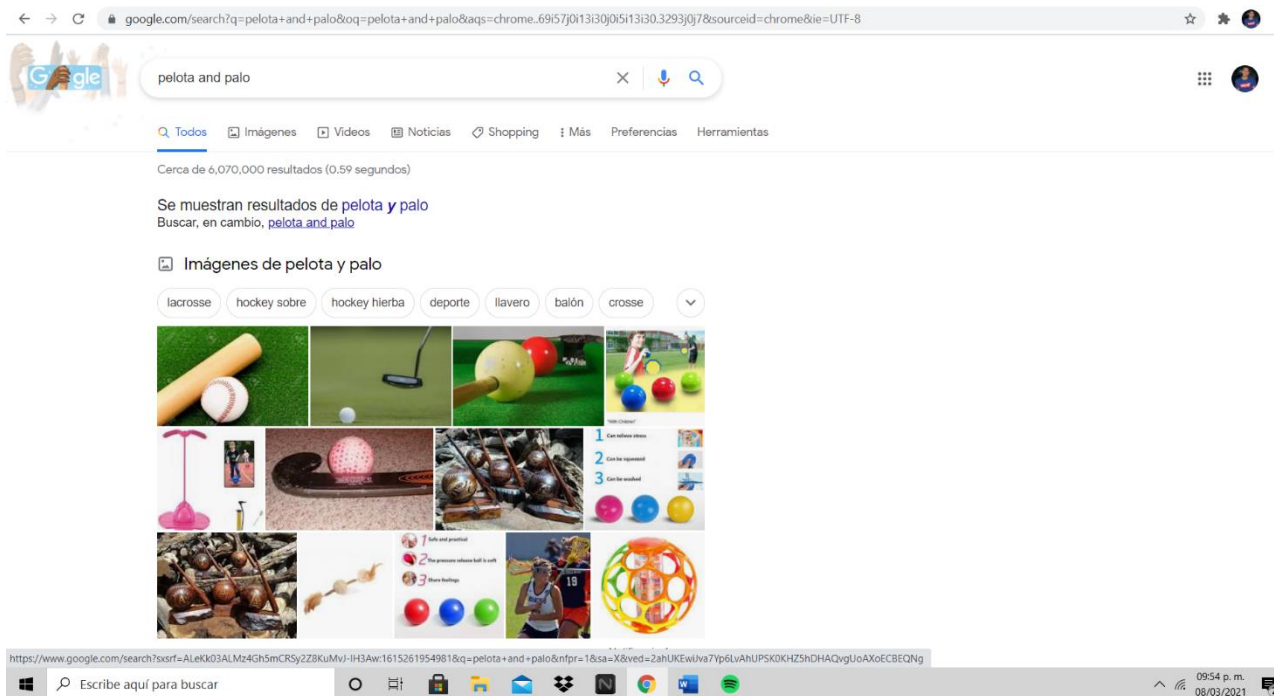 google.com/search?q=pelota+and+palo&oq=pelota+and+palo&aqs=chrome..69i57j0i13i30j0i5i13i30.3293j0j7&sourceid=chrome&ie=UTF-8
Google
pelota and palo
Todos Imágenes Videos Noticias Shopping Más Preferencias Herramientas
Cerca de 6,070,000 resultados (0.59 segundos)
Se muestran resultados de pelota y palo
Buscar, en cambio, pelota and palo
Imágenes de pelota y palo
lacrosse hockey sobre hockey hierba deporte llavero balón crosse
"With Children"
1 Can relieve stress
2 Can be squeezed
3 Can be washed
1 Safe and practical
2 The pressure release ball is soft
3 Share feelings
19
https://www.google.com/search?sxsrf=ALeKk03ALMz4Gh5mCRSy2Z8KuMvJ-IH3Aw:1615261954981&q=pelota+and+palo&nfpr=1&sa=X&ved=2ahUKEwiJva7Yp6LvAhUPSK0KHZ5hDHAQvgUoAXoECBEQNg
Escribe aquí para buscar
09:54 p. m.
08/03/2021